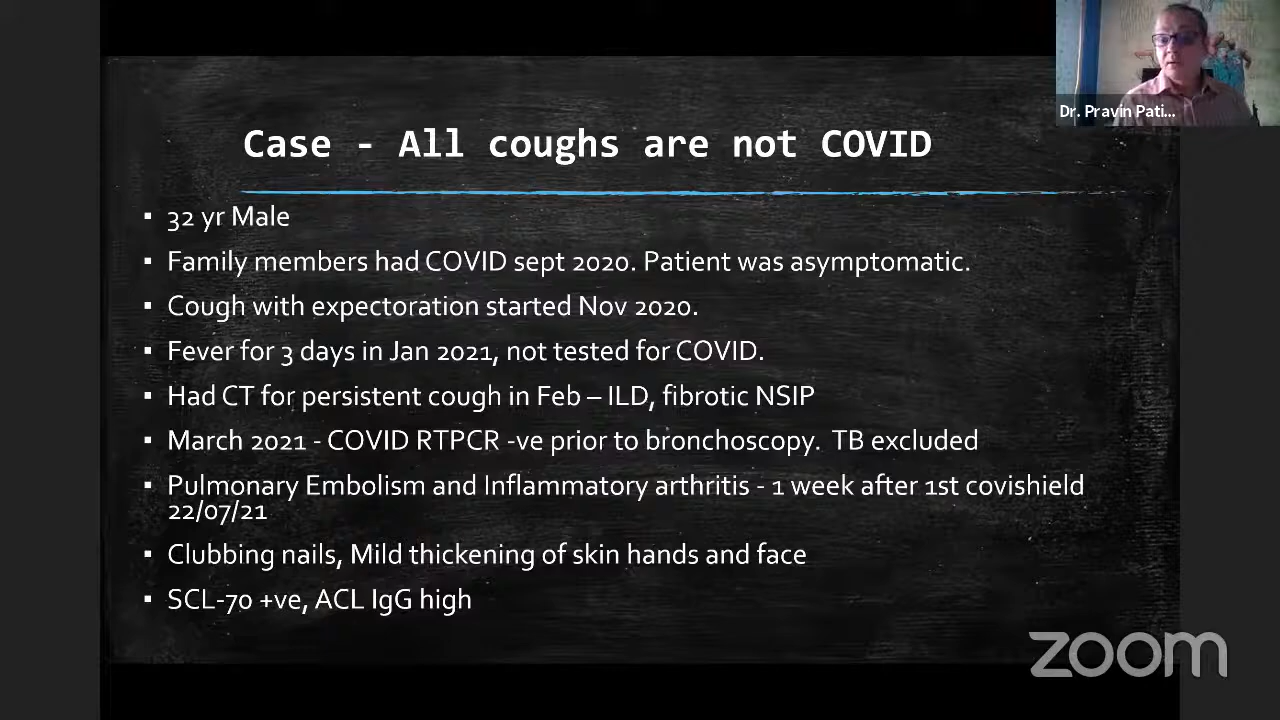 Dr. Pravin Pati...
Case - All coughs are not COVID
▪ 32 yr Male
▪ Family members had COVID sept 2020. Patient was asymptomatic.
▪ Cough with expectoration started Nov 2020.
▪ Fever for 3 days in Jan 2021, not tested for COVID.
▪ Had CT for persistent cough in Feb – ILD, fibrotic NSIP
▪ March 2021 - COVID RTPCR -ve prior to bronchoscopy. TB excluded
▪ Pulmonary Embolism and Inflammatory arthritis - 1 week after 1st covishield
22/07/21
▪ Clubbing nails, Mild thickening of skin hands and face
▪ SCL-70 +ve, ACL IgG high
zoom